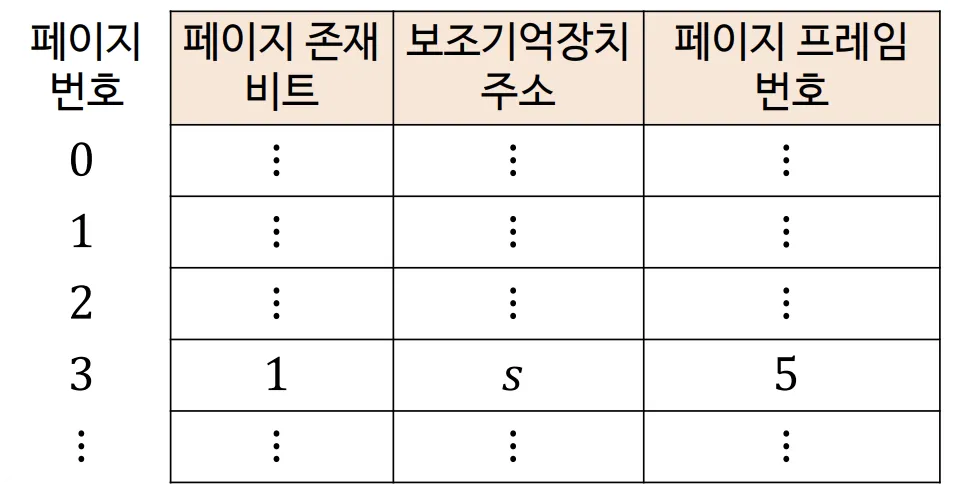 페이지 번호 페이지 존재 비트 보조기억장치 주소 페이지 프레임 번호
0 ⋮ ⋮ ⋮
1 ⋮ ⋮ ⋮
2 ⋮ ⋮ ⋮
3 1 s 5
⋮ ⋮ ⋮ ⋮